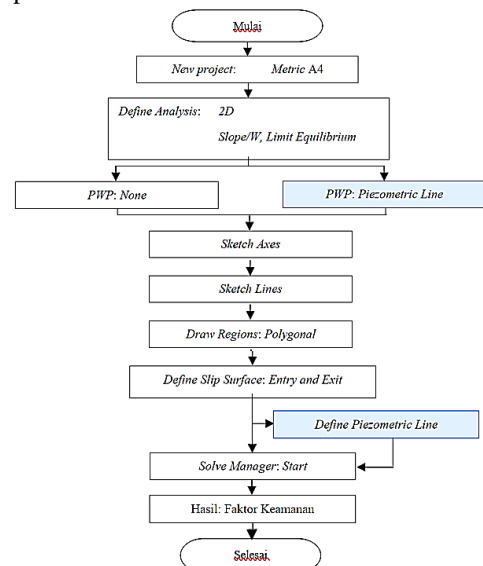 Mulai
New project: Metric A4
Define Analysis: 2D
Slope/W, Limit Equilibrium
PWP: None
PWP: Piezometric Line
Sketch Axes
Sketch Lines
Draw Regions: Polygonal
Define Slip Surface: Entry and Exit
Define Piezometric Line
Solve Manager: Start
Hasil: Faktor Keamanan
Selesai